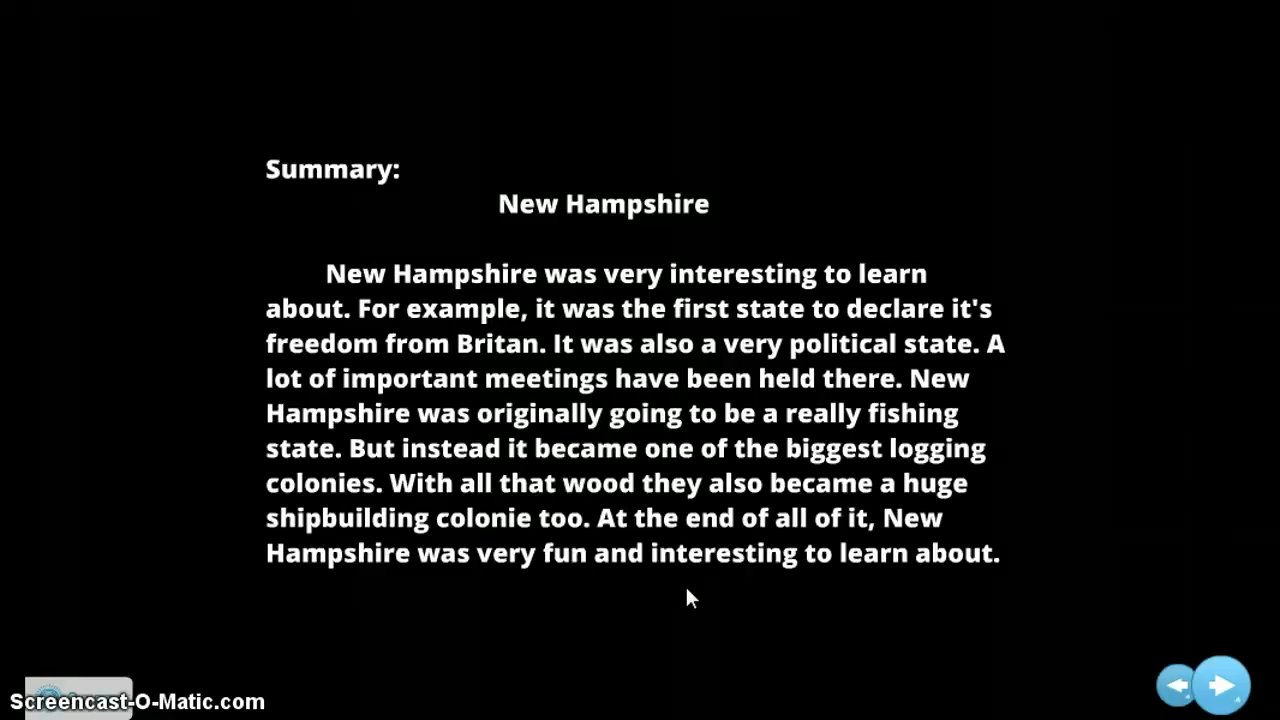 Summary:
New Hampshire
New Hampshire was very interesting to learn
about. For example, it was the first state to declare it's
freedom from Britan. It was also a very political state. A
lot of important meetings have been held there. New
Hampshire was originally going to be a really fishing
state. But instead it became one of the biggest logging
colonies. With all that wood they also became a huge
shipbuilding colonie too. At the end of all of it, New
Hampshire was very fun and interesting to learn about.
Screencast-O-Matic.com